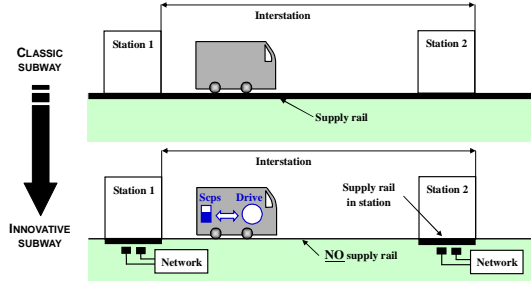 Interstation
Station 1
Station 2
CLASSIC
SUBWAY
Supply rail
Interstation
Station 1
Scps
Drive
Supply rail
in station
Station 2
INNOVATIVE
SUBWAY
NO supply rail
Network
Network